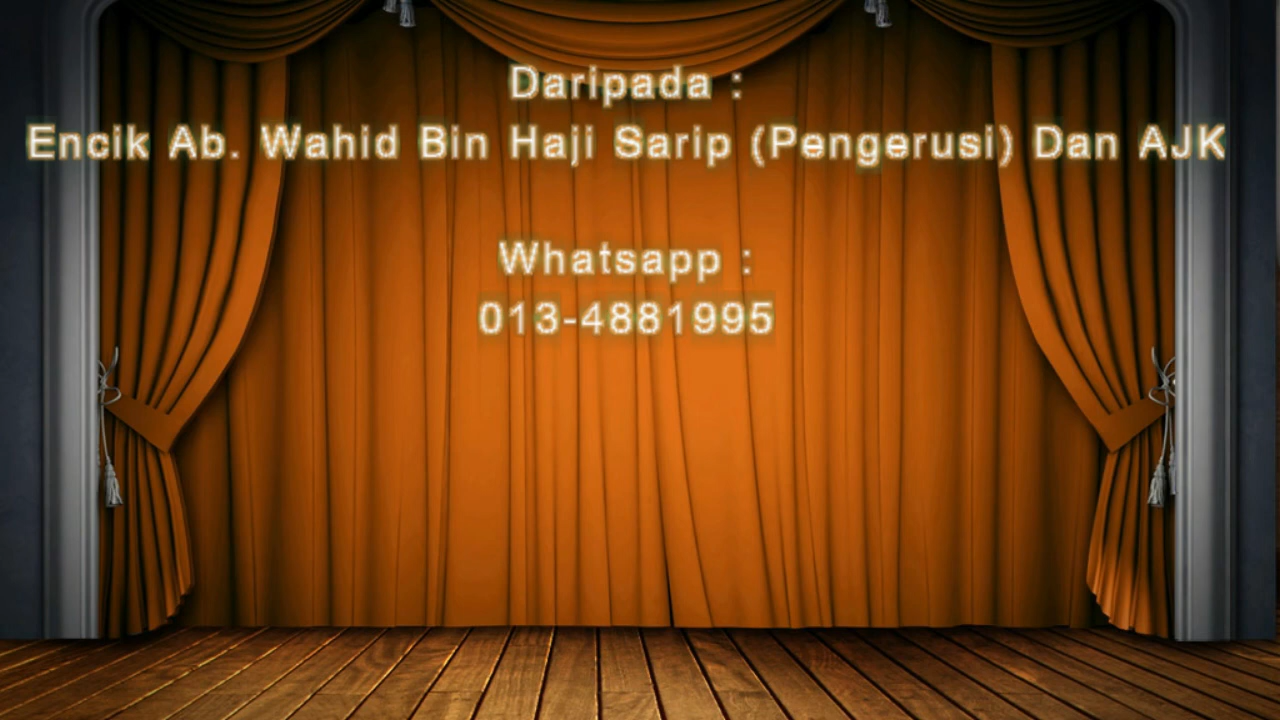 Daripada :
Encik Ab. Wahid Bin Haji Sarip (Pengerusi) Dan AJK
Whatsapp :
013-4881995